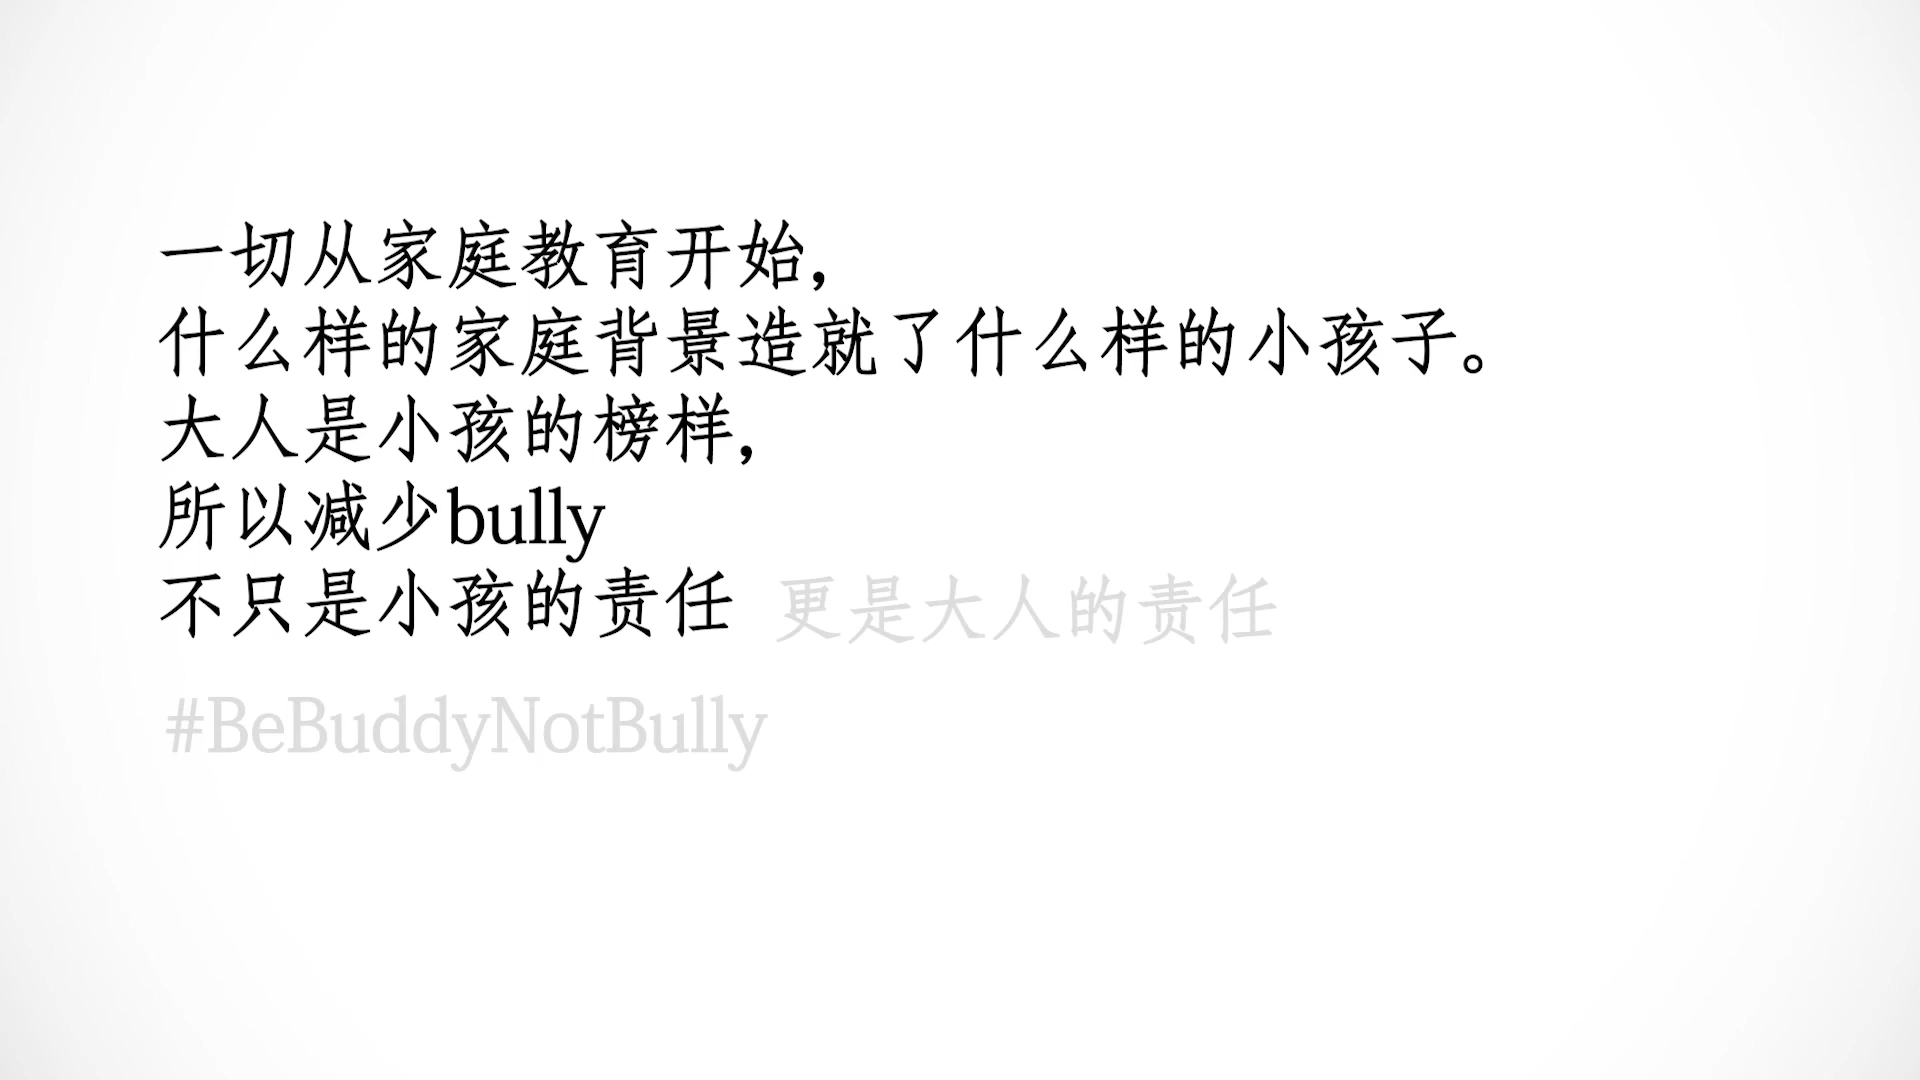 一切从家庭教育开始，
什么样的家庭背景造就了什么样的小孩子。
大人是小孩的榜样，
所以减少bully
不只是小孩的责任 更是大人的责任
#BeBuddyNotBully